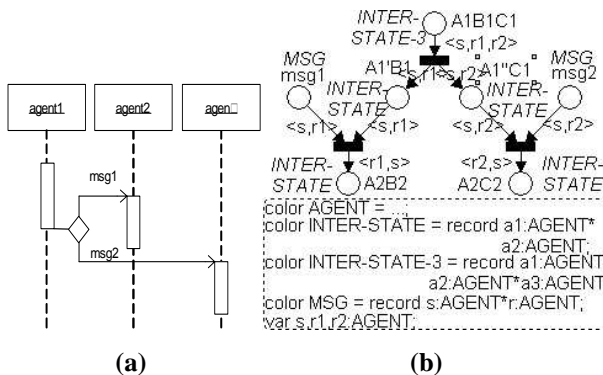 agent1 agent2
msg1
msg2
(a)
INTER-
STATE-3
A1B1C1
<s,r1,r2>
MSG
msg1
A1'B1
<s,r1>
<s,r2>
A1''C1
MSG
msg2
INTER-
STATE
INTER-
STATE
<s,r1>
<s,r1>
<s,r2>
<s,r2>
INTER-
STATE
<r1,s>
A2B2
<r2,s>
A2C2
INTER-
STATE
color AGENT = ...;
color INTER-STATE = record a1:AGENT*
a2:AGENT;
color INTER-STATE-3 = record a1:AGENT
a2:AGENT*a3:AGENT
color MSG = record s:AGENT*r:AGENT;
var s,r1,r2:AGENT;
(b)